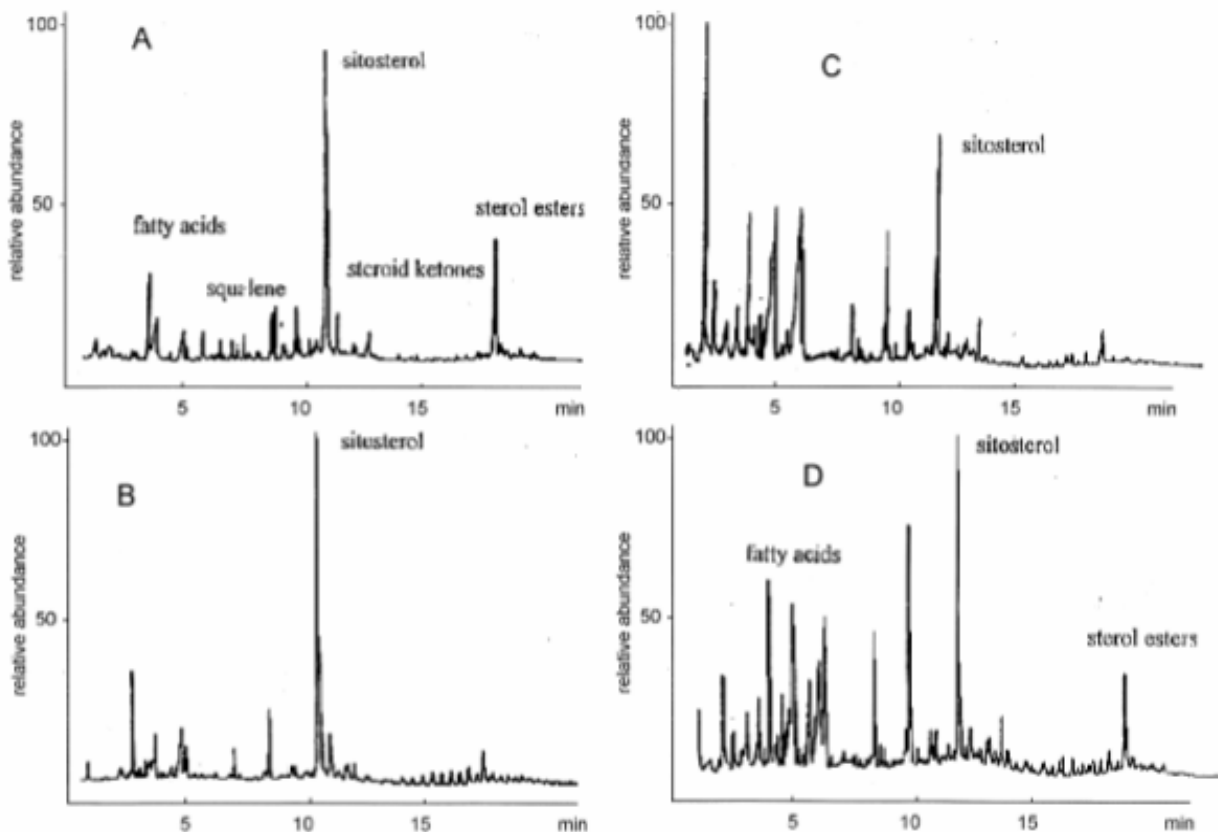 100
A
sitosterol
relative abundance
50
fatty acids
sterol esters
steroid ketones
squalene
5
10
15
min
100
C
sitosterol
relative abundance
50
5
10
15
min
100
sitosterol
B
relative abundance
50
5
10
15
min
100
sitosterol
D
relative abundance
fatty acids
50
sterol esters
5
10
15
min